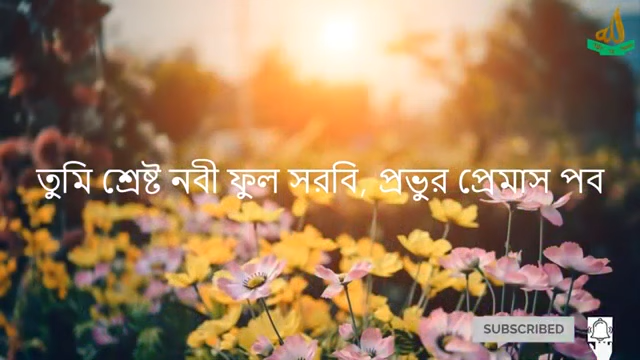 তুমি শ্রেষ্ট নবী ফুল সরবি, প্রভুর প্রেমাস পব
SUBSCRIBED